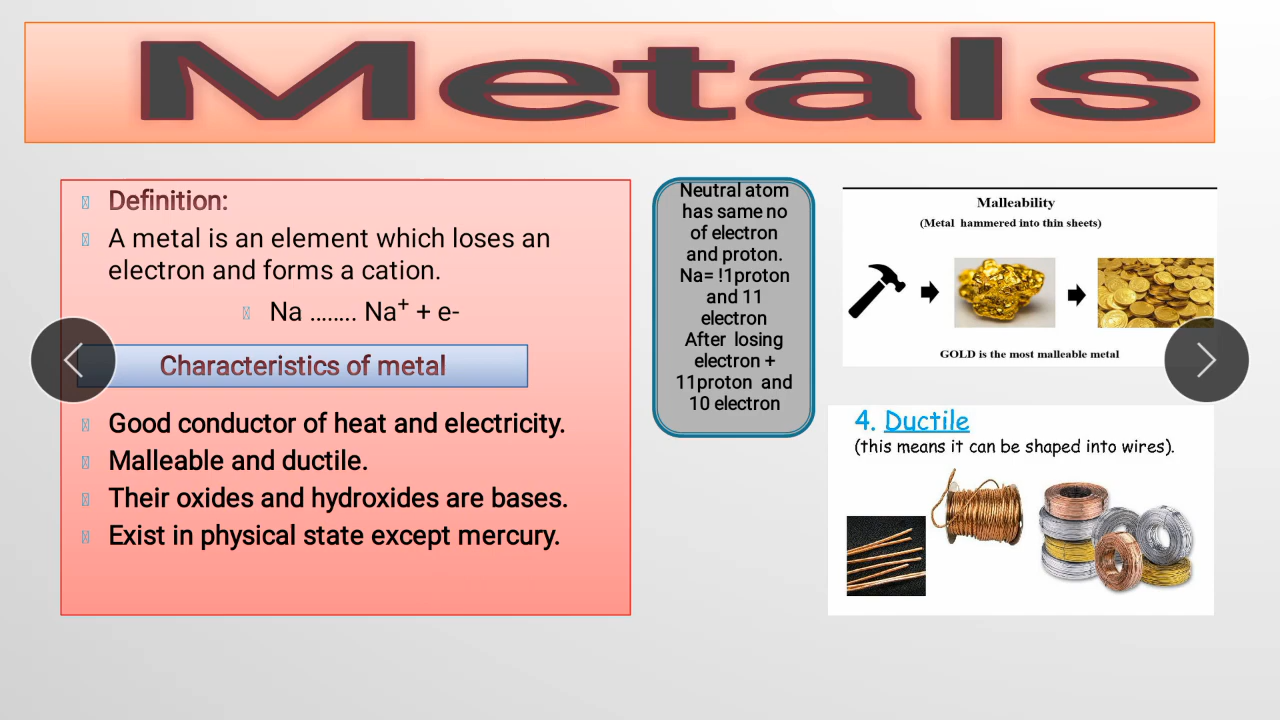 Metals
Definition:
A metal is an element which loses an
electron and forms a cation.
Na ........ Na⁺ + e-
Characteristics of metal
Good conductor of heat and electricity.
Malleable and ductile.
Their oxides and hydroxides are bases.
Exist in physical state except mercury.
Neutral atom
has same no
of electron
and proton.
Na= !1proton
and 11
electron
After losing
electron +
11proton and
10 electron
Malleability
(Metal hammered into thin sheets)
GOLD is the most malleable metal
4. Ductile
(this means it can be shaped into wires).